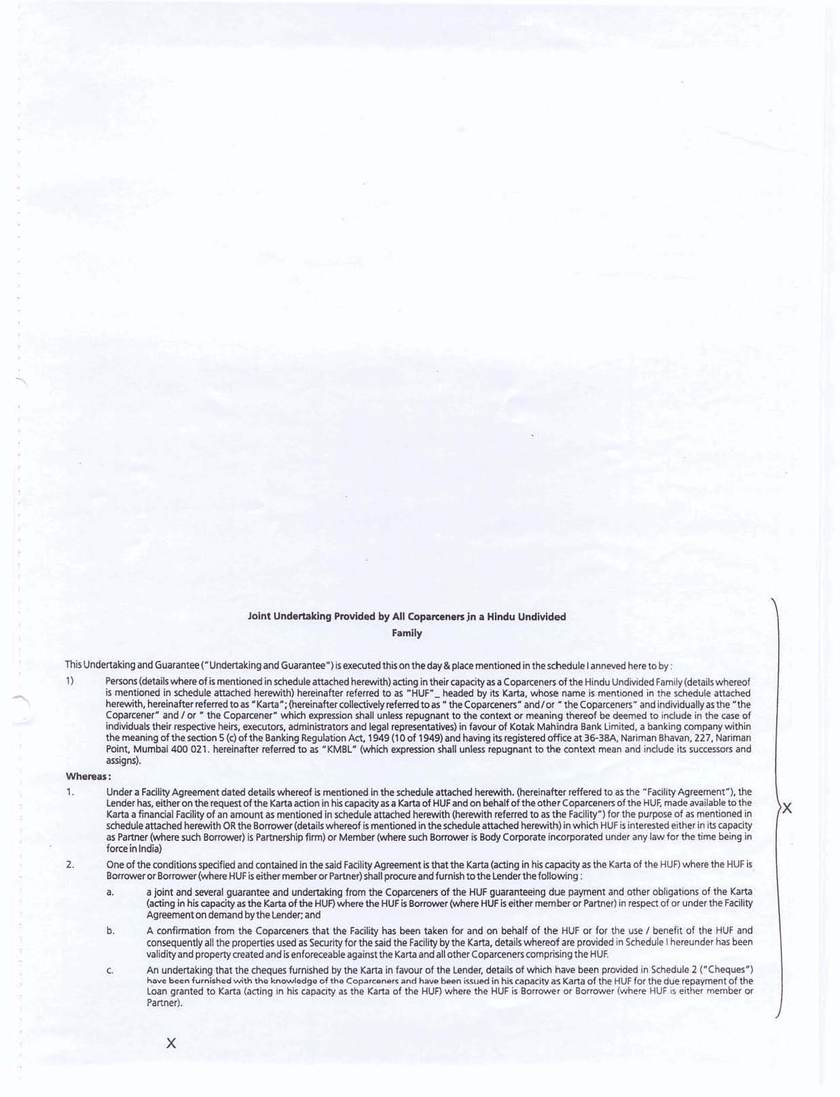 Joint Undertaking Provided by All Coparceners in a Hindu Undivided
Family
This Undertaking and Guarantee ("Undertaking and Guarantee") is executed this on the day & place mentioned in the schedule I anneved here to by :
1) Persons (details where of is mentioned in schedule attached herewith) acting in their capacity as a Coparceners of the Hindu Undivided Family (details whereof
is mentioned in schedule attached herewith) hereinafter referred to as "HUF"_ headed by its Karta, whose name is mentioned in the schedule attached
herewith, hereinafter referred to as "Karta"; (hereinafter collectively referred to as " the Coparceners" and / or " the Coparceners" and individually as the "the
Coparcener" and / or " the Coparcener" which expression shall unless repugnant to the context or meaning thereof be deemed to include in the case of
individuals their respective heirs, executors, administrators and legal representatives) in favour of Kotak Mahindra Bank Limited, a banking company within
the meaning of the section 5 (c) of the Banking Regulation Act, 1949 (10 of 1949) and having its registered office at 36-38A, Nariman Bhavan, 227, Nariman
Point, Mumbai 400 021. hereinafter referred to as "KMBL" (which expression shall unless repugnant to the context mean and include its successors and
assigns).
Whereas :
1. Under a Facility Agreement dated details whereof is mentioned in the schedule attached herewith. (hereinafter reffered to as the "Facility Agreement"), the
Lender has, either on the request of the Karta action in his capacity as a Karta of HUF and on behalf of the other Coparceners of the HUF, made available to the
Karta a financial Facility of an amount as mentioned in schedule attached herewith (herewith referred to as the Facility") for the purpose of as mentioned in
schedule attached herewith OR the Borrower (details whereof is mentioned in the schedule attached herewith) in which HUF is interested either in its capacity
as Partner (where such Borrower) is Partnership firm) or Member (where such Borrower is Body Corporate incorporated under any law for the time being in
force in India)
X
2. One of the conditions specified and contained in the said Facility Agreement is that the Karta (acting in his capacity as the Karta of the HUF) where the HUF is
Borrower or Borrower (where HUF is either member or Partner) shall procure and furnish to the Lender the following :
a. a joint and several guarantee and undertaking from the Coparceners of the HUF guaranteeing due payment and other obligations of the Karta
(acting in his capacity as the Karta of the HUF) where the HUF is Borrower (where HUF is either member or Partner) in respect of or under the Facility
Agreement on demand by the Lender; and
b. A confirmation from the Coparceners that the Facility has been taken for and on behalf of the HUF or for the use / benefit of the HUF and
consequently all the properties used as Security for the said the Facility by the Karta, details whereof are provided in Schedule I hereunder has been
validity and property created and is enforeceable against the Karta and all other Coparceners comprising the HUF.
c. An undertaking that the cheques furnished by the Karta in favour of the Lender, details of which have been provided in Schedule 2 ("Cheques")
have been furnished with the knowledge of the Coparceners and have been issued in his capacity as Karta of the HUF for the due repayment of the
Loan granted to Karta (acting in his capacity as the Karta of the HUF) where the HUF is Borrower or Borrower (where HUF is either member or
Partner).
X